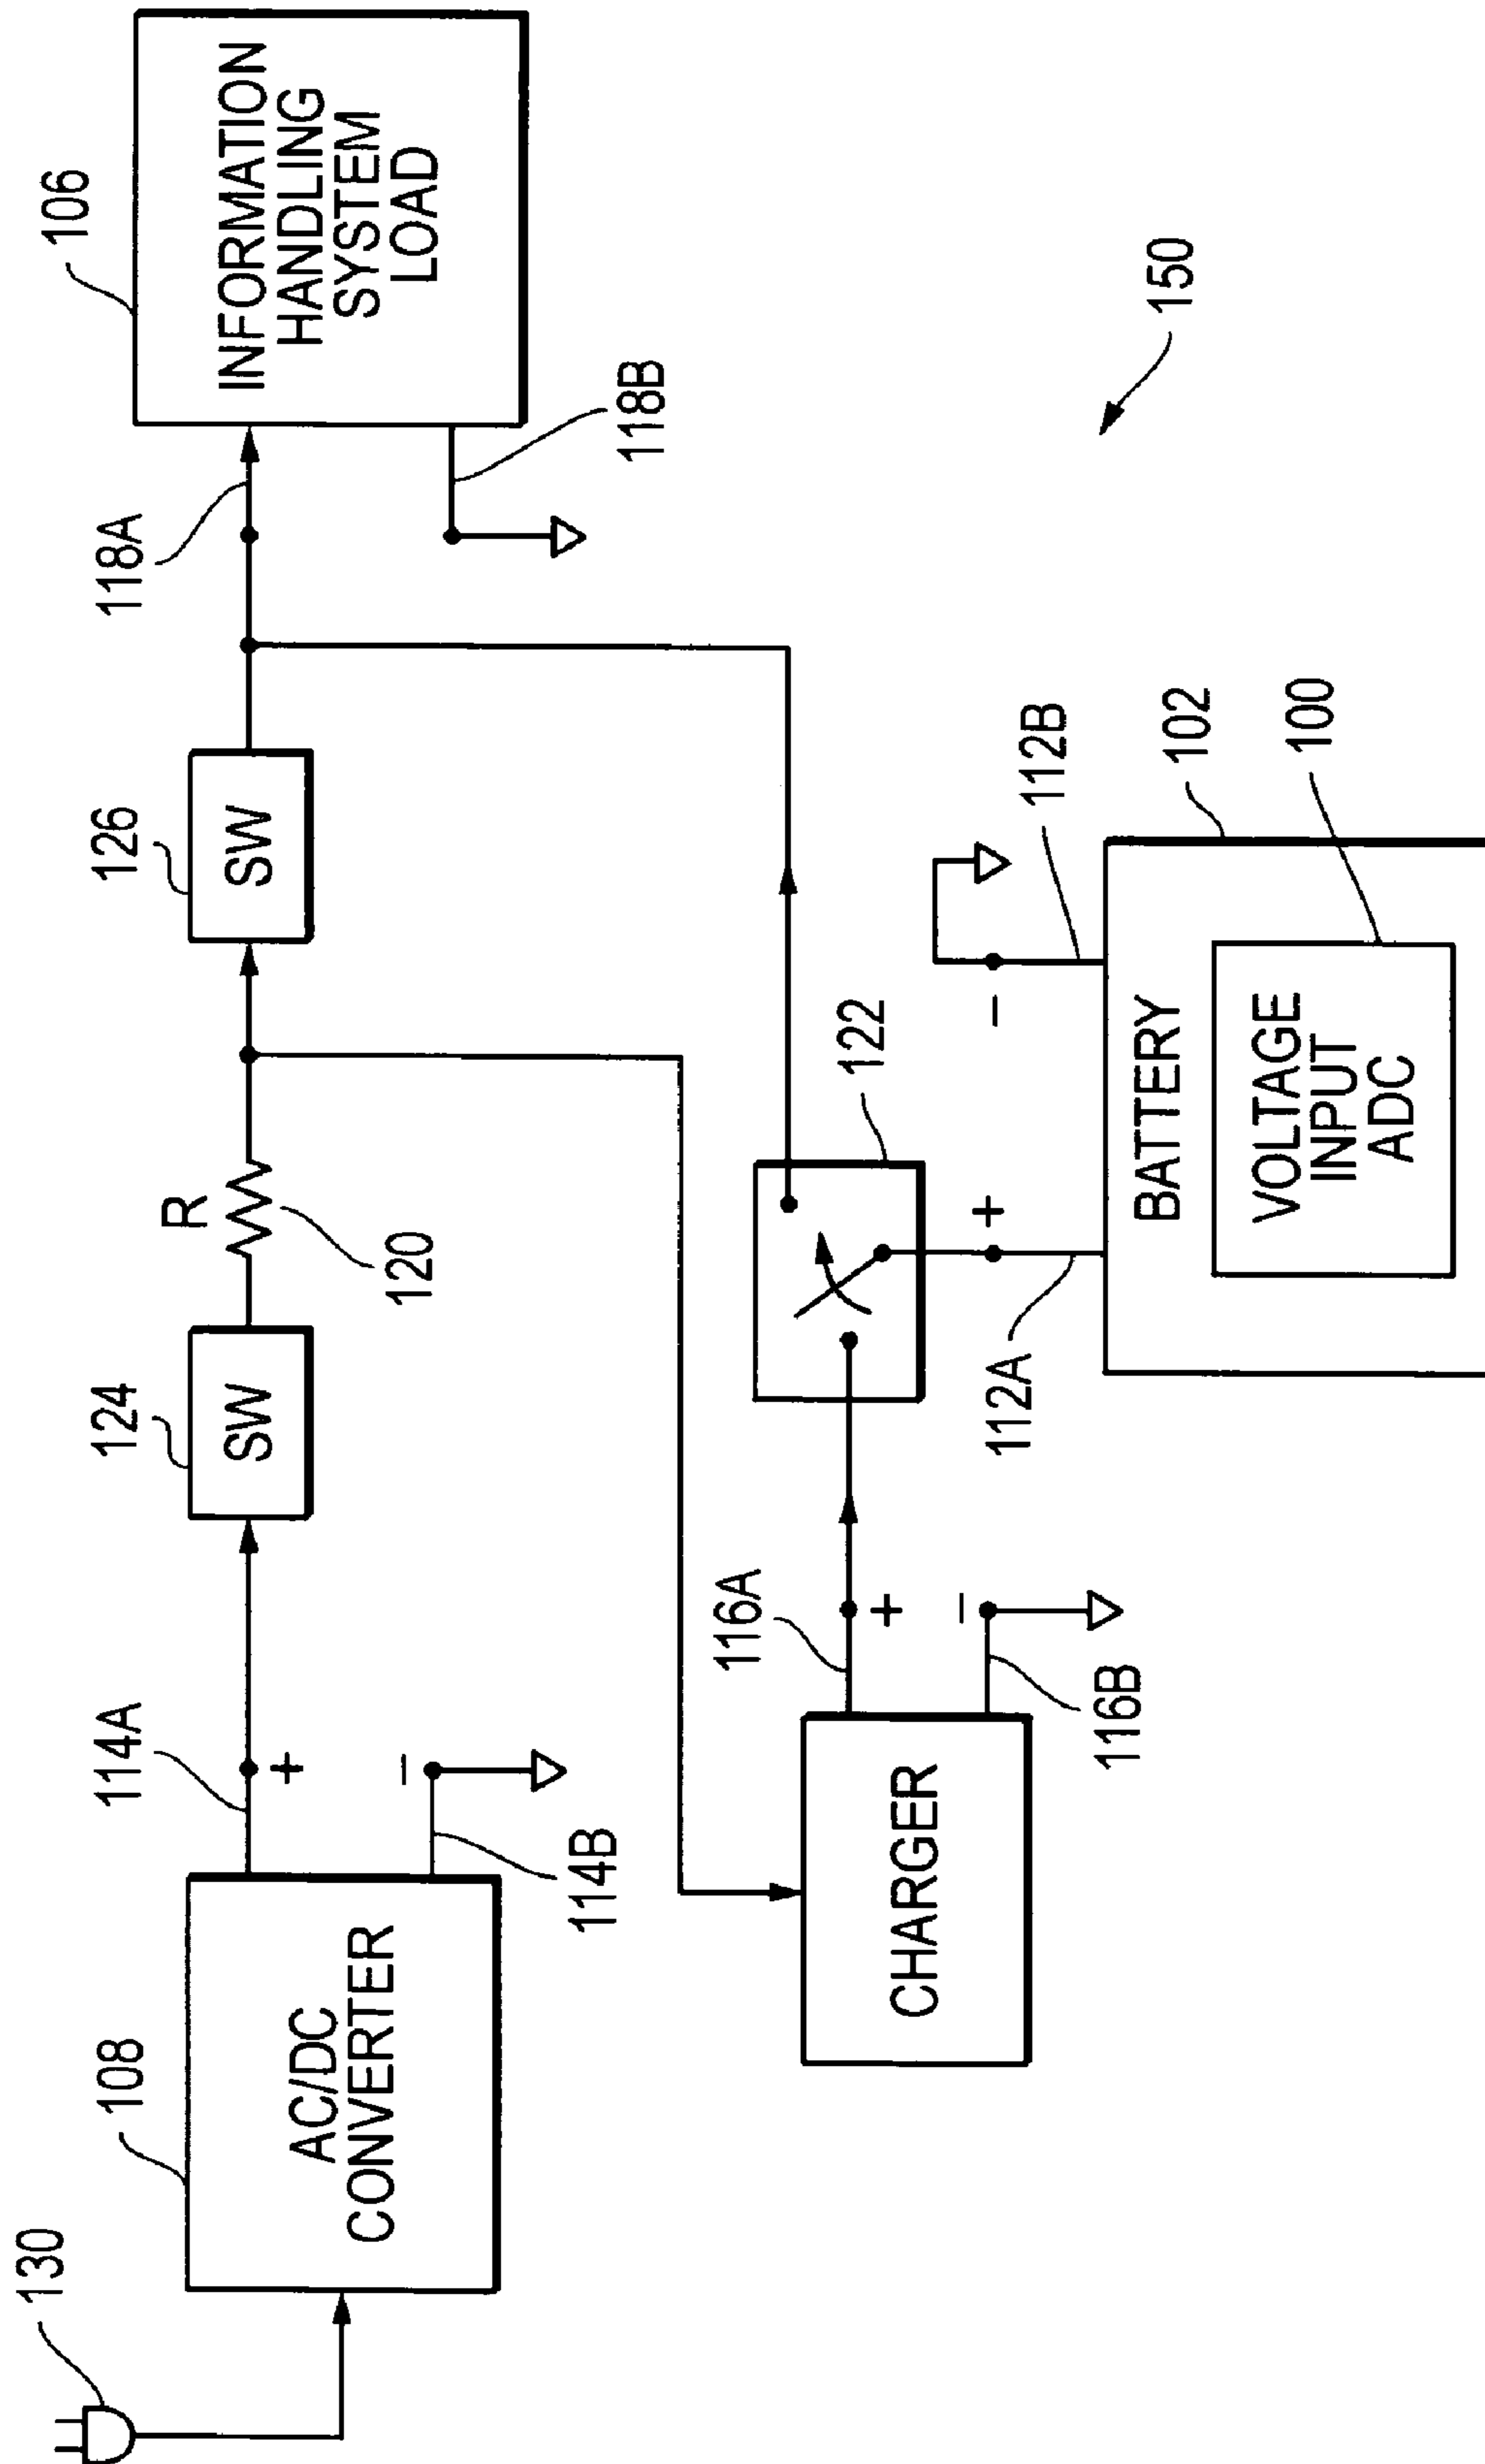 130
108
AC/DC
CONVERTER
114A
+
–
114B
124
SW
R
120
126
SW
118A
106
INFORMATION
HANDLING
SYSTEM
LOAD
118B
CHARGER
116A
+
–
116B
122
+
–
112A
112B
BATTERY
102
VOLTAGE
INPUT
ADC
100
150